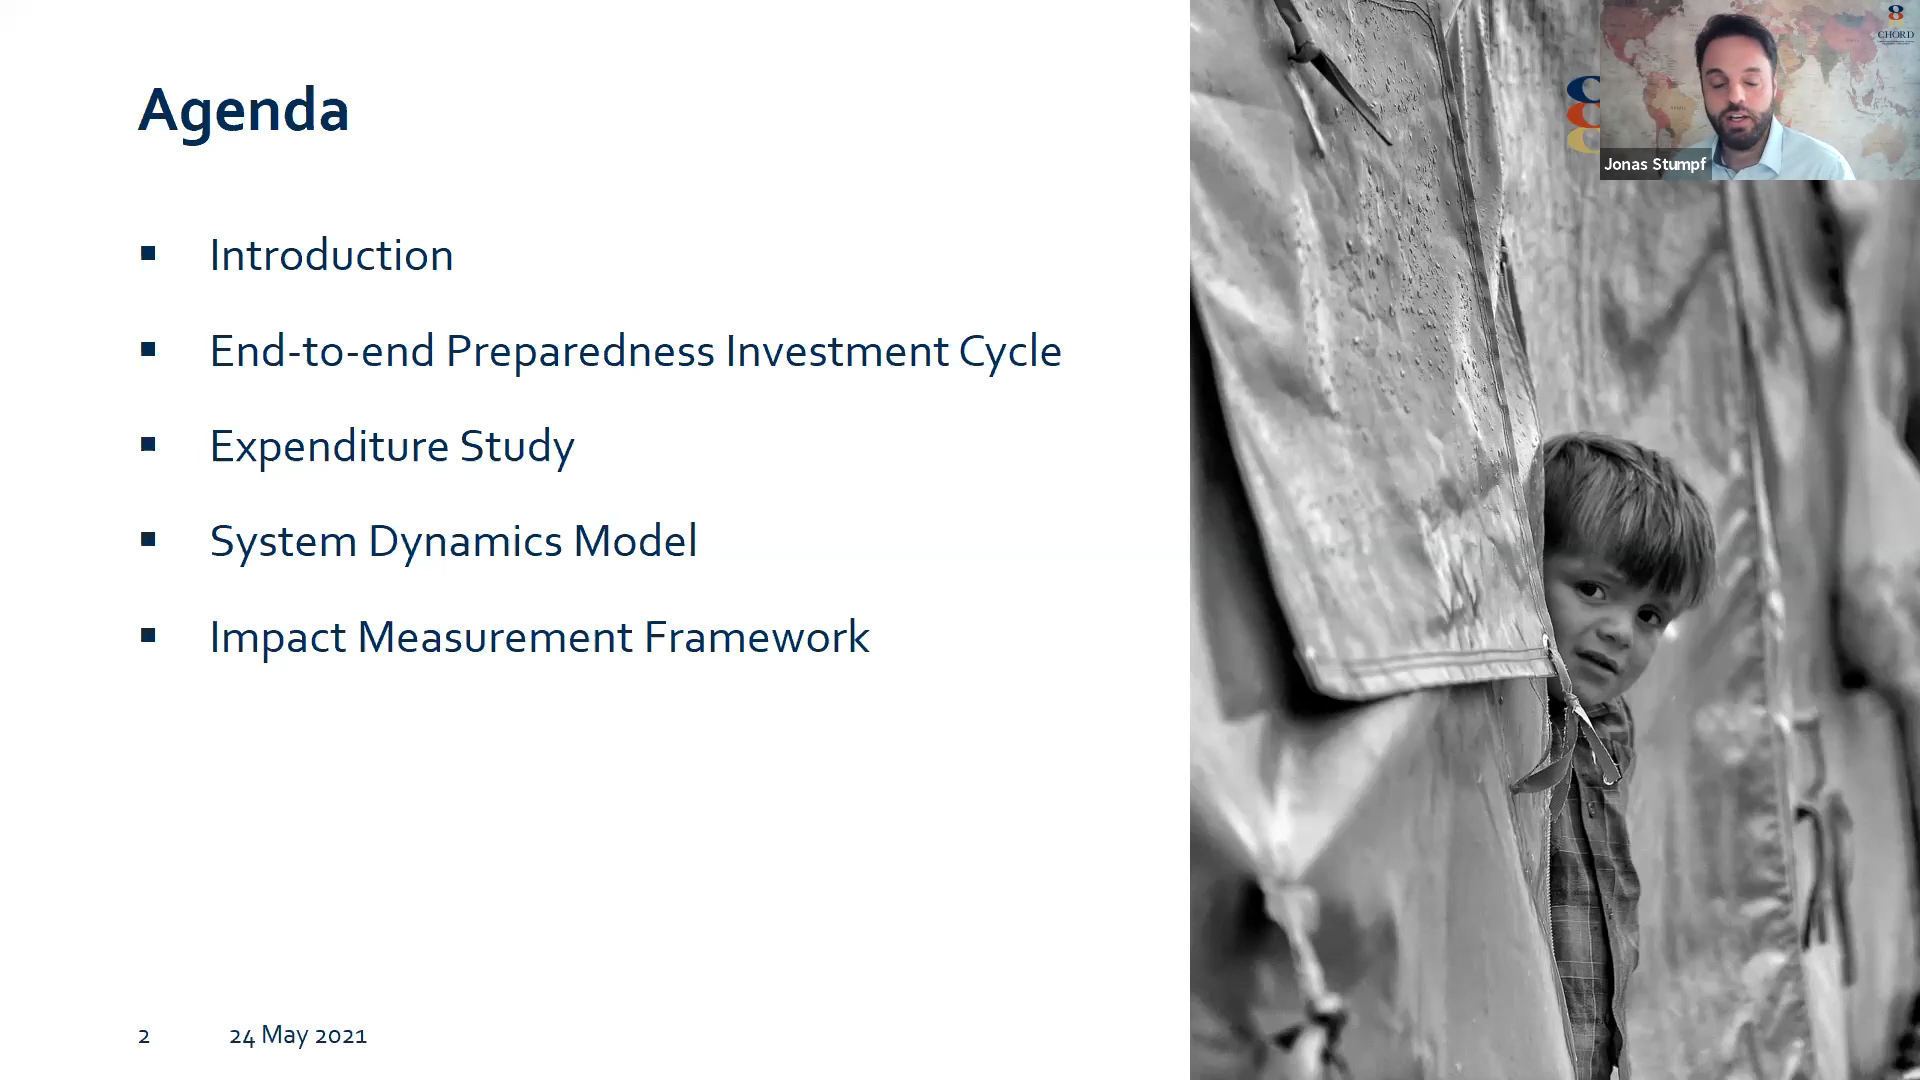 Agenda
Introduction
End-to-end Preparedness Investment Cycle
Expenditure Study
System Dynamics Model
Impact Measurement Framework
2 24 May 2021
CHORD
Jonas Stumpf